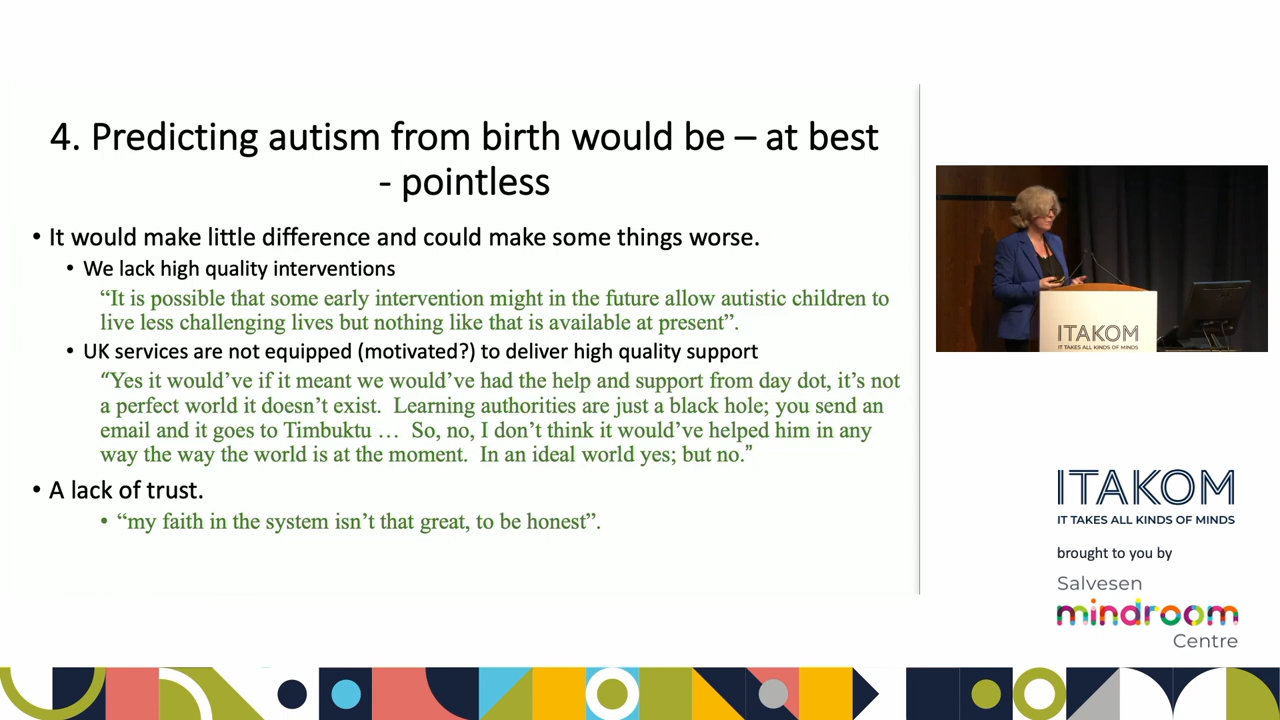 4. Predicting autism from birth would be – at best
- pointless
• It would make little difference and could make some things worse.
• We lack high quality interventions
“It is possible that some early intervention might in the future allow autistic children to
live less challenging lives but nothing like that is available at present”.
• UK services are not equipped (motivated?) to deliver high quality support
“Yes it would’ve if it meant we would’ve had the help and support from day dot, it’s not
a perfect world it doesn’t exist.  Learning authorities are just a black hole; you send an
email and it goes to Timbuktu …  So, no, I don’t think it would’ve helped him in any
way the way the world is at the moment.  In an ideal world yes; but no.”
• A lack of trust.
• “my faith in the system isn’t that great, to be honest”.
ITAKOM
IT TAKES ALL KINDS OF MINDS
ITAKOM
IT TAKES ALL KINDS OF MINDS
brought to you by
Salvesen
mindroom
Centre